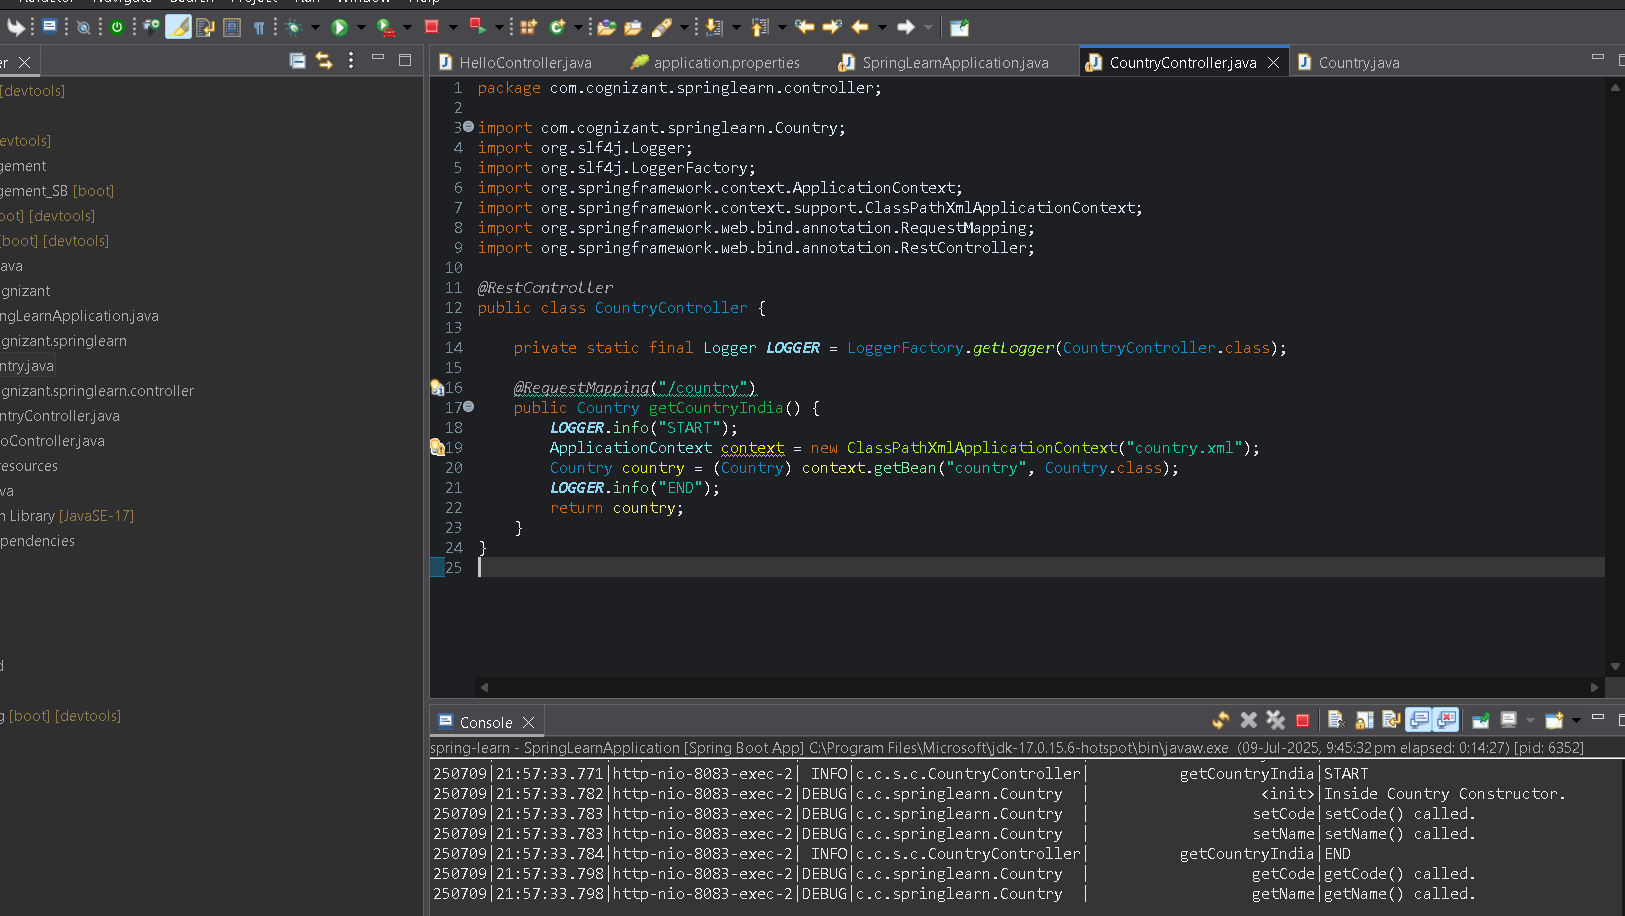 er
[devtools]
evtools]
gement
gement_SB [boot]
oot] [devtools]
[boot] [devtools]
ava
gnizant
ngLearnApplication.java
gnizant.springlearn
ntry.java
gnizant.springlearn.controller
ntryController.java
oController.java
resources
va
n Library [JavaSE-17]
pendencies
d
g [boot] [devtools]
HelloController.java
application.properties
SpringLearnApplication.java
CountryController.java
Country.java
1 package com.cognizant.springlearn.controller;
2
3 import com.cognizant.springlearn.Country;
4 import org.slf4j.Logger;
5 import org.slf4j.LoggerFactory;
6 import org.springframework.context.ApplicationContext;
7 import org.springframework.context.support.ClassPathXmlApplicationContext;
8 import org.springframework.web.bind.annotation.RequestMapping;
9 import org.springframework.web.bind.annotation.RestController;
10
11 @RestController
12 public class CountryController {
13
14     private static final Logger LOGGER = LoggerFactory.getLogger(CountryController.class);
15
16     @RequestMapping("/country")
17     public Country getCountryIndia() {
18         LOGGER.info("START");
19         ApplicationContext context = new ClassPathXmlApplicationContext("country.xml");
20         Country country = (Country) context.getBean("country", Country.class);
21         LOGGER.info("END");
22         return country;
23     }
24 }
25
Console
spring-learn - SpringLearnApplication [Spring Boot App] C:\Program Files\Microsoft\jdk-17.0.15.6-hotspot\bin\javaw.exe (09-Jul-2025, 9:45:32 pm elapsed: 0:14:27) [pid: 6352]
250709|21:57:33.771|http-nio-8083-exec-2| INFO|c.c.s.c.CountryController| getCountryIndia|START
250709|21:57:33.782|http-nio-8083-exec-2|DEBUG|c.c.springlearn.Country | <init>|Inside Country Constructor.
250709|21:57:33.783|http-nio-8083-exec-2|DEBUG|c.c.springlearn.Country | setCode|setCode() called.
250709|21:57:33.783|http-nio-8083-exec-2|DEBUG|c.c.springlearn.Country | setName|setName() called.
250709|21:57:33.784|http-nio-8083-exec-2| INFO|c.c.s.c.CountryController| getCountryIndia|END
250709|21:57:33.798|http-nio-8083-exec-2|DEBUG|c.c.springlearn.Country | getCode|getCode() called.
250709|21:57:33.798|http-nio-8083-exec-2|DEBUG|c.c.springlearn.Country | getName|getName() called.